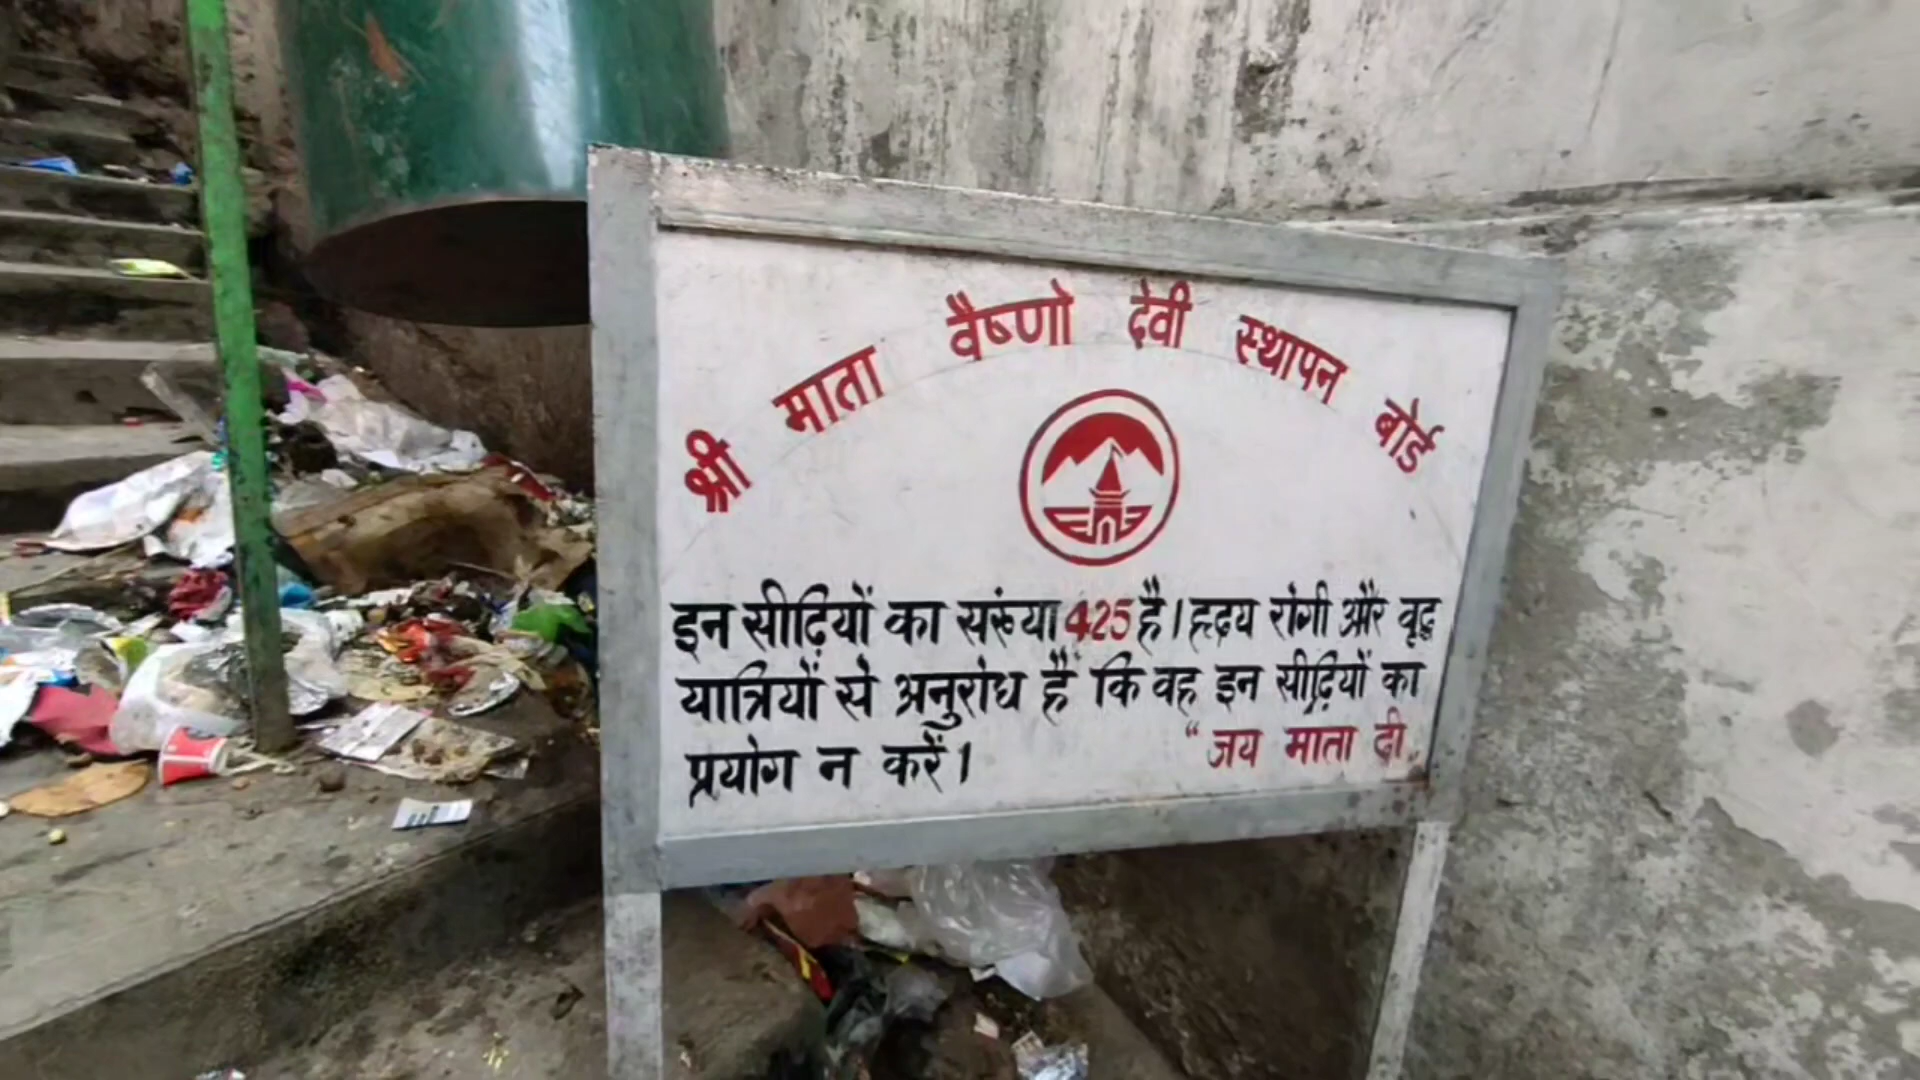 श्री माता वैष्णो देवी स्थापन बोर्ड
इन सीढ़ियों का संख्या 425 है। हृदय रोगी और वृद्ध
यात्रियों से अनुरोध है कि वह इन सीढ़ियों का
प्रयोग न करें। “जय माता दी„